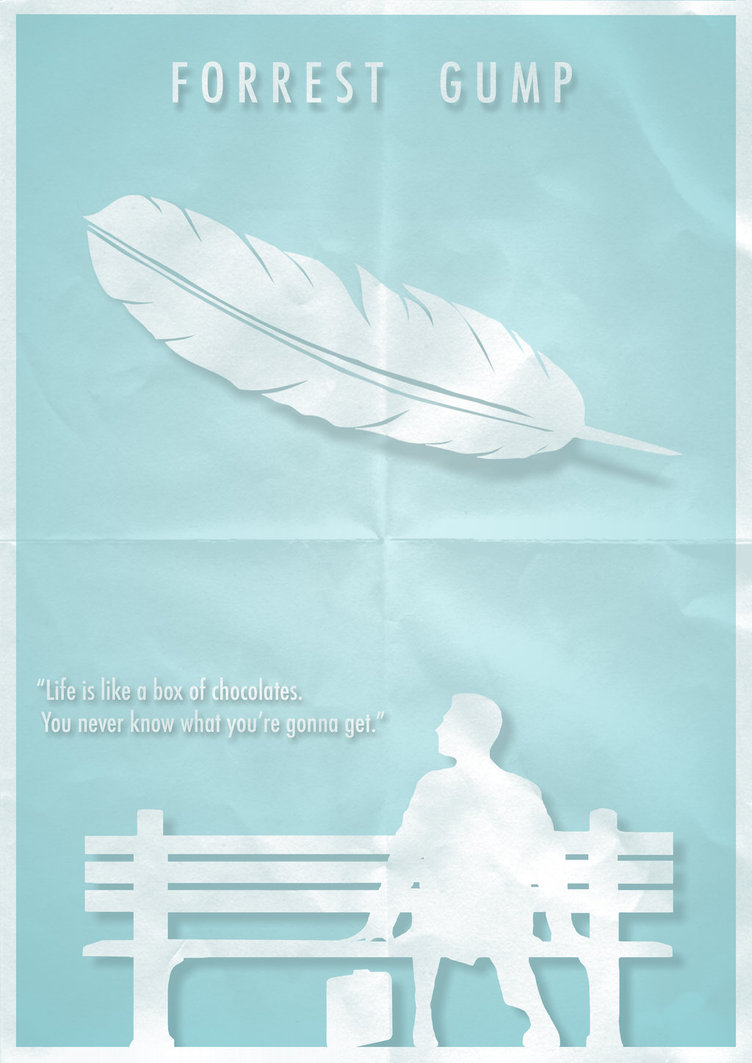 FORREST GUMP
“Life is like a box of chocolates.
You never know what you’re gonna get.”